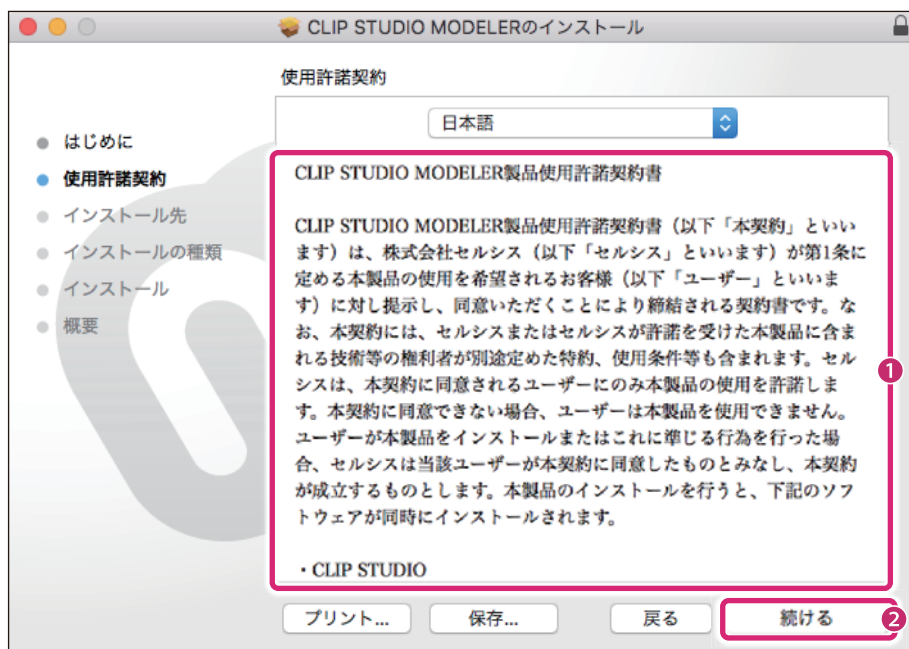 CLIP STUDIO MODELERのインストール
使用許諾契約
日本語
はじめに
使用許諾契約
インストール先
インストールの種類
インストール
概要
CLIP STUDIO MODELER製品使用許諾契約書
CLIP STUDIO MODELER製品使用許諾契約書（以下「本契約」といい
ます）は、株式会社セルシス（以下「セルシス」といいます）が第1条に
定める本製品の使用を希望されるお客様（以下「ユーザー」といいま
す）に対し提示し、同意いただくことにより締結される契約書です。な
お、本契約には、セルシスまたはセルシスが許諾を受けた本製品に含ま
れる技術等の権利者が別途定めた特約、使用条件等も含まれます。セル
シスは、本契約に同意されるユーザーにのみ本製品の使用を許諾しま
す。本契約に同意できない場合、ユーザーは本製品を使用できません。
ユーザーが本製品をインストールまたはこれに準じる行為を行った場
合、セルシスは当該ユーザーが本契約に同意したものとみなし、本契約
が成立するものとします。本製品のインストールを行うと、下記のソフ
トウェアが同時にインストールされます。
・CLIP STUDIO
1
プリント...
保存...
戻る
続ける
2